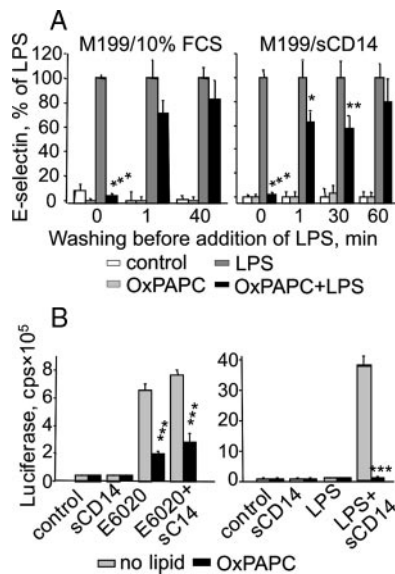 A
M199/10% FCS M199/sCD14
E-selectin, % of LPS
120
100
80
60
40
20
0
*** *** * **
0 1 40 0 1 30 60
Washing before addition of LPS, min
control LPS
OxPAPC OxPAPC+LPS
B
Luciferase, cps×10⁵
8
6
4
2
0
40
30
20
10
0
*** *** ***
control
sCD14
E6020
E6020+
sC14
control
sCD14
LPS
LPS+
sCD14
no lipid OxPAPC